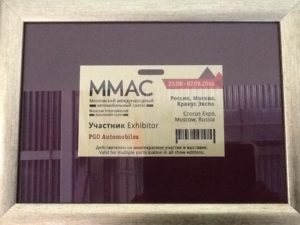 MMAC
Московский международный
автомобильный салон
Moscow International
Automobile Salon
27.08 - 07.09.2014
Россия, Москва,
Крокус Экспо
Crocus Expo,
Moscow, Russia
Участник Exhibitor
PGO Automobiles
Действителен на многократное участие в выставке.
Valid for multiple participation in all show editions.